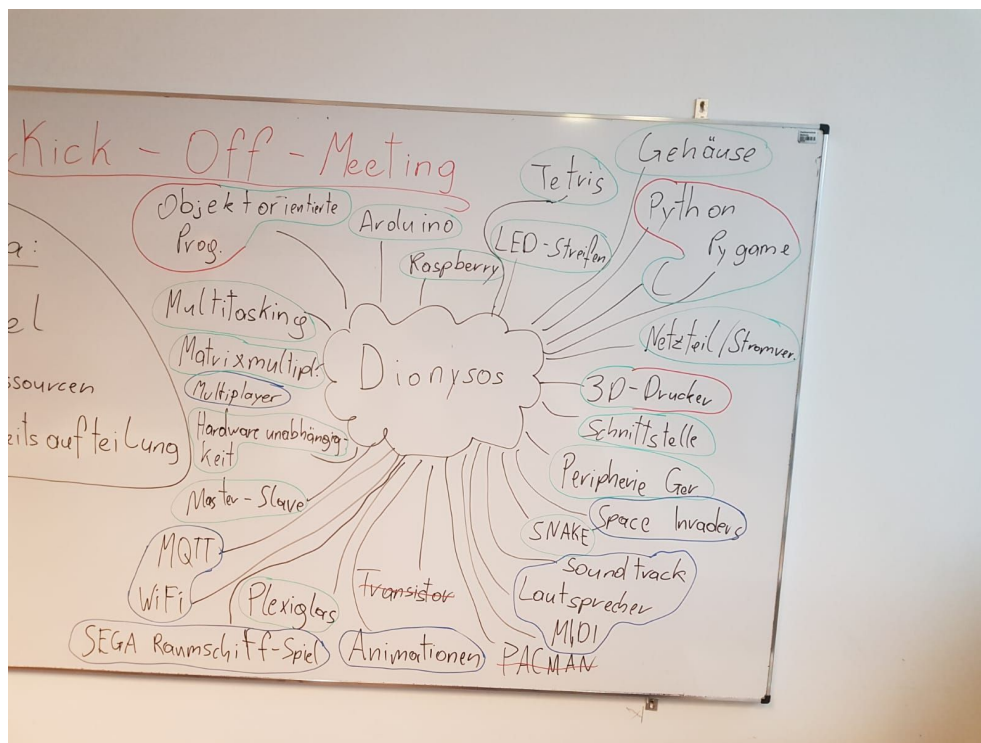 Kick-Off-Meeting
a:
el
ssourcen
eits aufteilung
Objektorientierte
Prog.
Arduino
Raspberry
Tetris
LED-Streifen
Gehäuse
Python
Pygame
C
Netzteil/Stromver.
3D-Drucker
Schnittstelle
Peripherie Ger
Space Invaders
SNAKE
Soundtrack
Lautsprecher
MIDI
PACMAN
Transistor
Animationen
Plexiglas
SEGA Raumschiff-Spiel
MQTT
WiFi
Master-Slave
Hardware unabhängig-
keit
Multiplayer
Matrixmultipl.
Multitasking
Dionysos